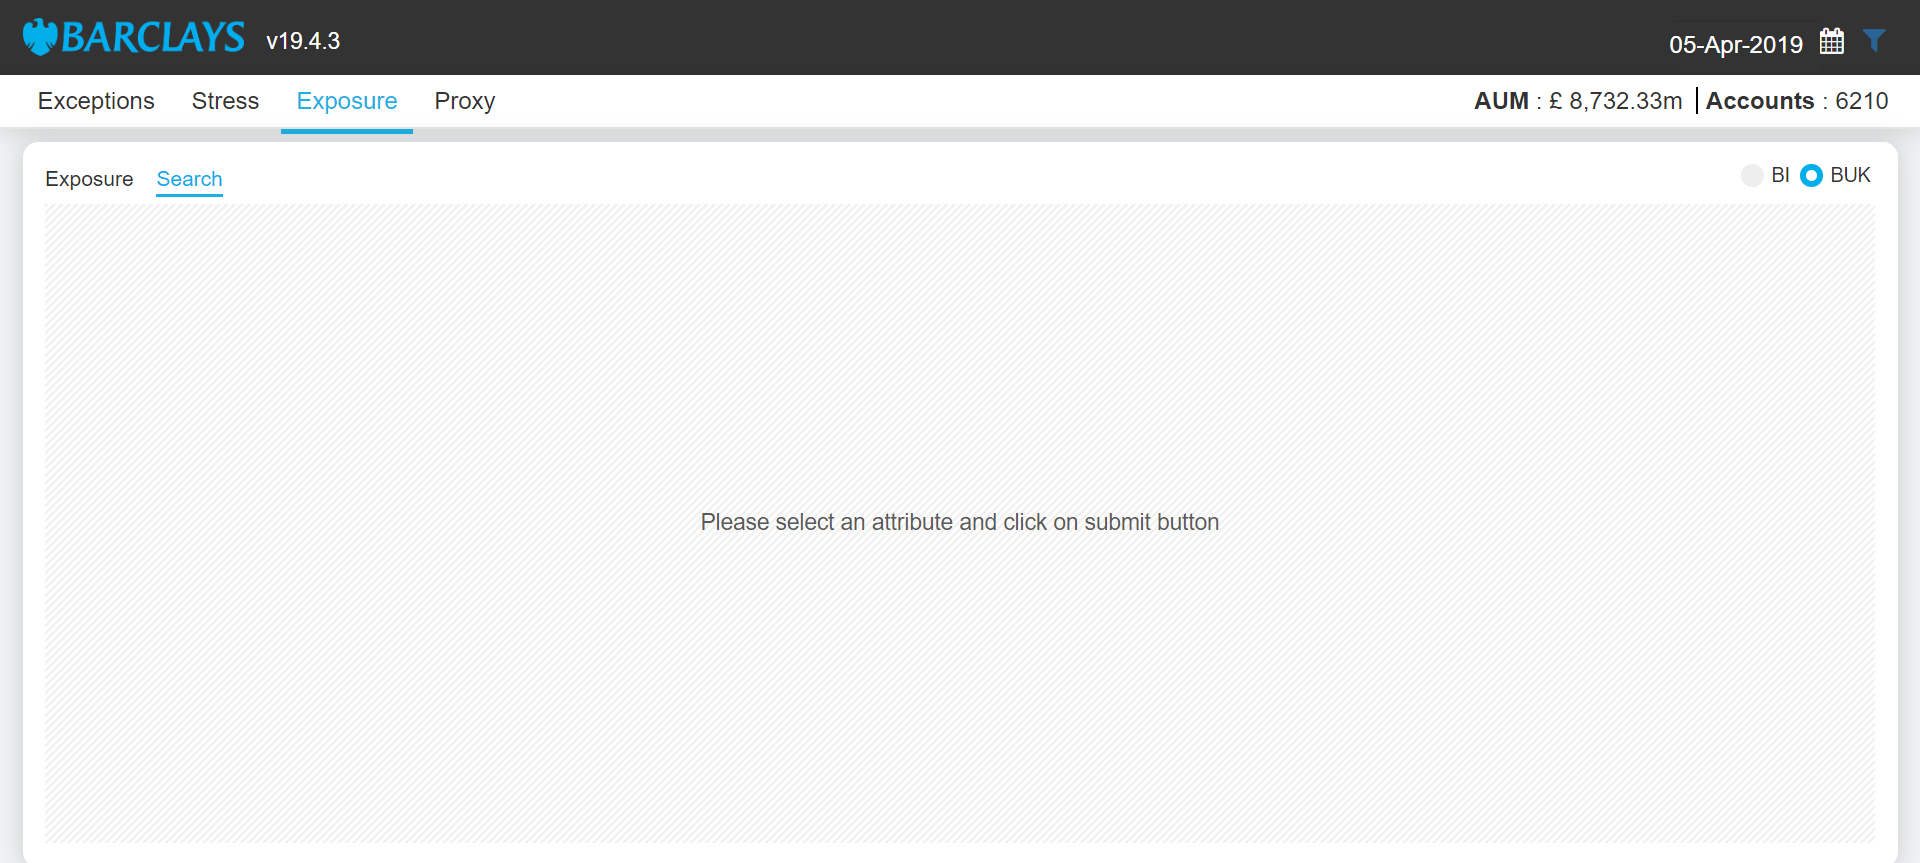 BARCLAYS v19.4.3 05-Apr-2019
Exceptions Stress Exposure Proxy AUM : £ 8,732.33m Accounts : 6210
Exposure Search BI BUK
Please select an attribute and click on submit button